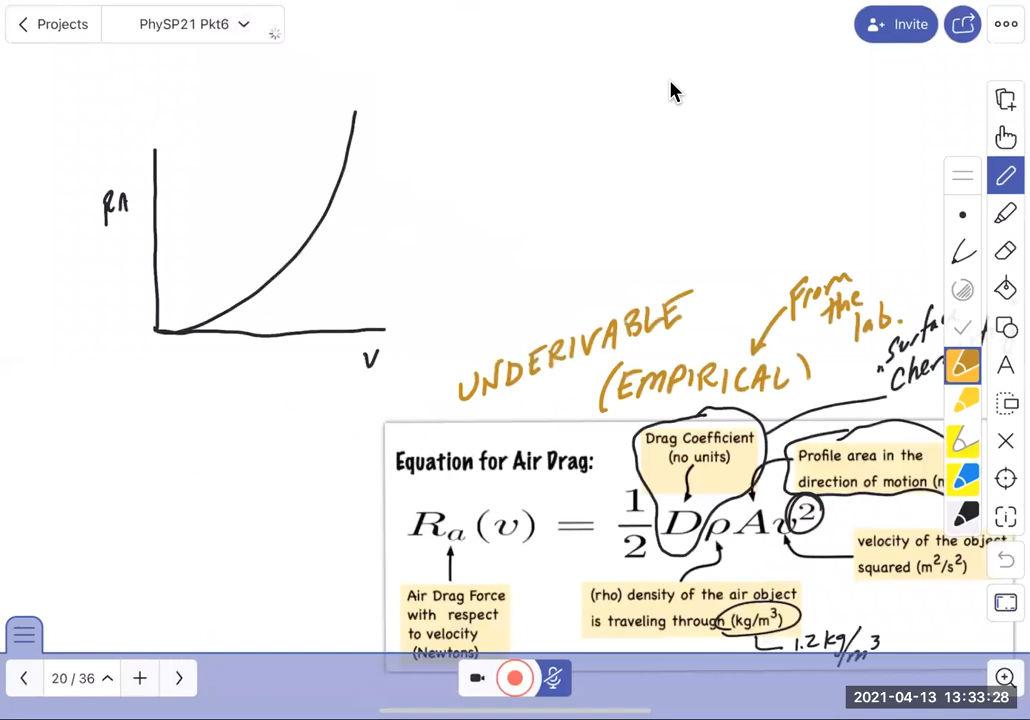 Projects
PhySP21 Pkt6
Invite
RA
V
UNDERIVABLE
(EMPIRICAL)
From
the
lab.
Equation for Air Drag:
Drag Coefficient
(no units)
Profile area in the
direction of motion
R_a (v) = 1/2 DρAv²
velocity of the object
squared (m²/s²)
Air Drag Force
with respect
to velocity
(Newtons)
(rho) density of the air object
is traveling through (kg/m³)
1.2 kg/m³
20 / 36
2021-04-13 13:33:28